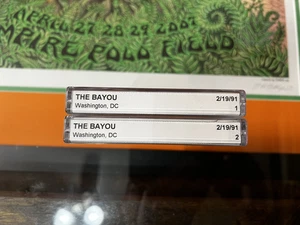 APRIL 27 28 29 2007
EMPIRE POLO FIELD
THE BAYOU 2/19/91
Washington, DC 1
THE BAYOU 2/19/91
Washington, DC 2